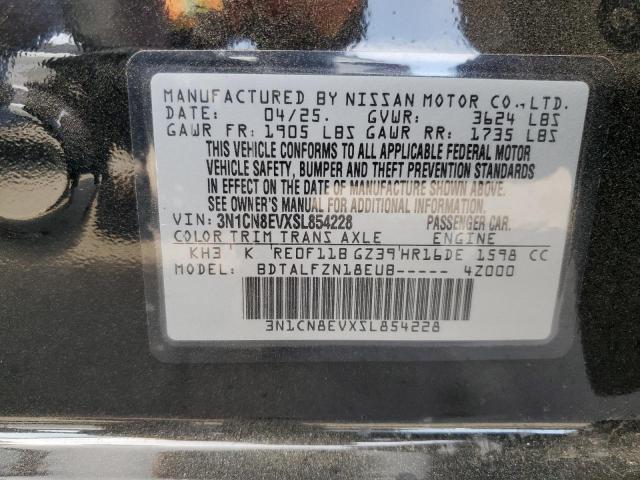 MANUFACTURED BY NISSAN MOTOR CO.,LTD.
DATE: 04/25. GVWR: 3624 LBS
GAWR FR: 1905 LBS GAWR RR: 1735 LBS
THIS VEHICLE CONFORMS TO ALL APPLICABLE FEDERAL MOTOR
VEHICLE SAFETY, BUMPER AND THEFT PREVENTION STANDARDS
IN EFFECT ON THE DATE OF MANUFACTURE SHOWN ABOVE.
SEE OWNER'S MANUAL FOR ADDITIONAL INFORMATION.
VIN: 3N1CN8EVXSL854228 PASSENGER CAR.
COLOR TRIM TRANS AXLE ENGINE
KH3 K RE0F11B GZ39 HR16DE 1598 CC
MODEL: BDTALFZN18EUB----- 4Z000
3N1CN8EVXSL854228